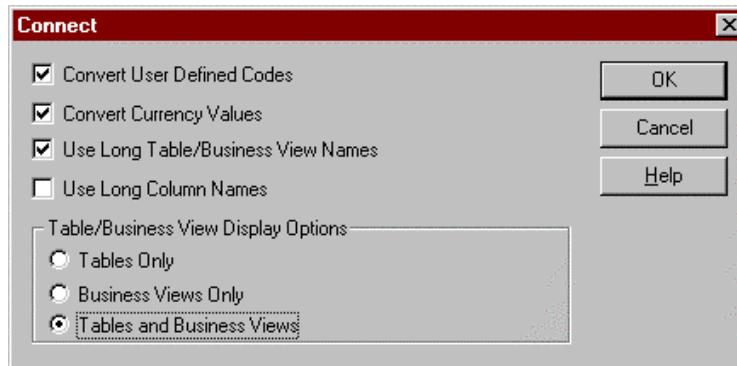 Connect
Convert User Defined Codes
Convert Currency Values
Use Long Table/Business View Names
Use Long Column Names
OK
Cancel
Help
Table/Business View Display Options
Tables Only
Business Views Only
Tables and Business Views